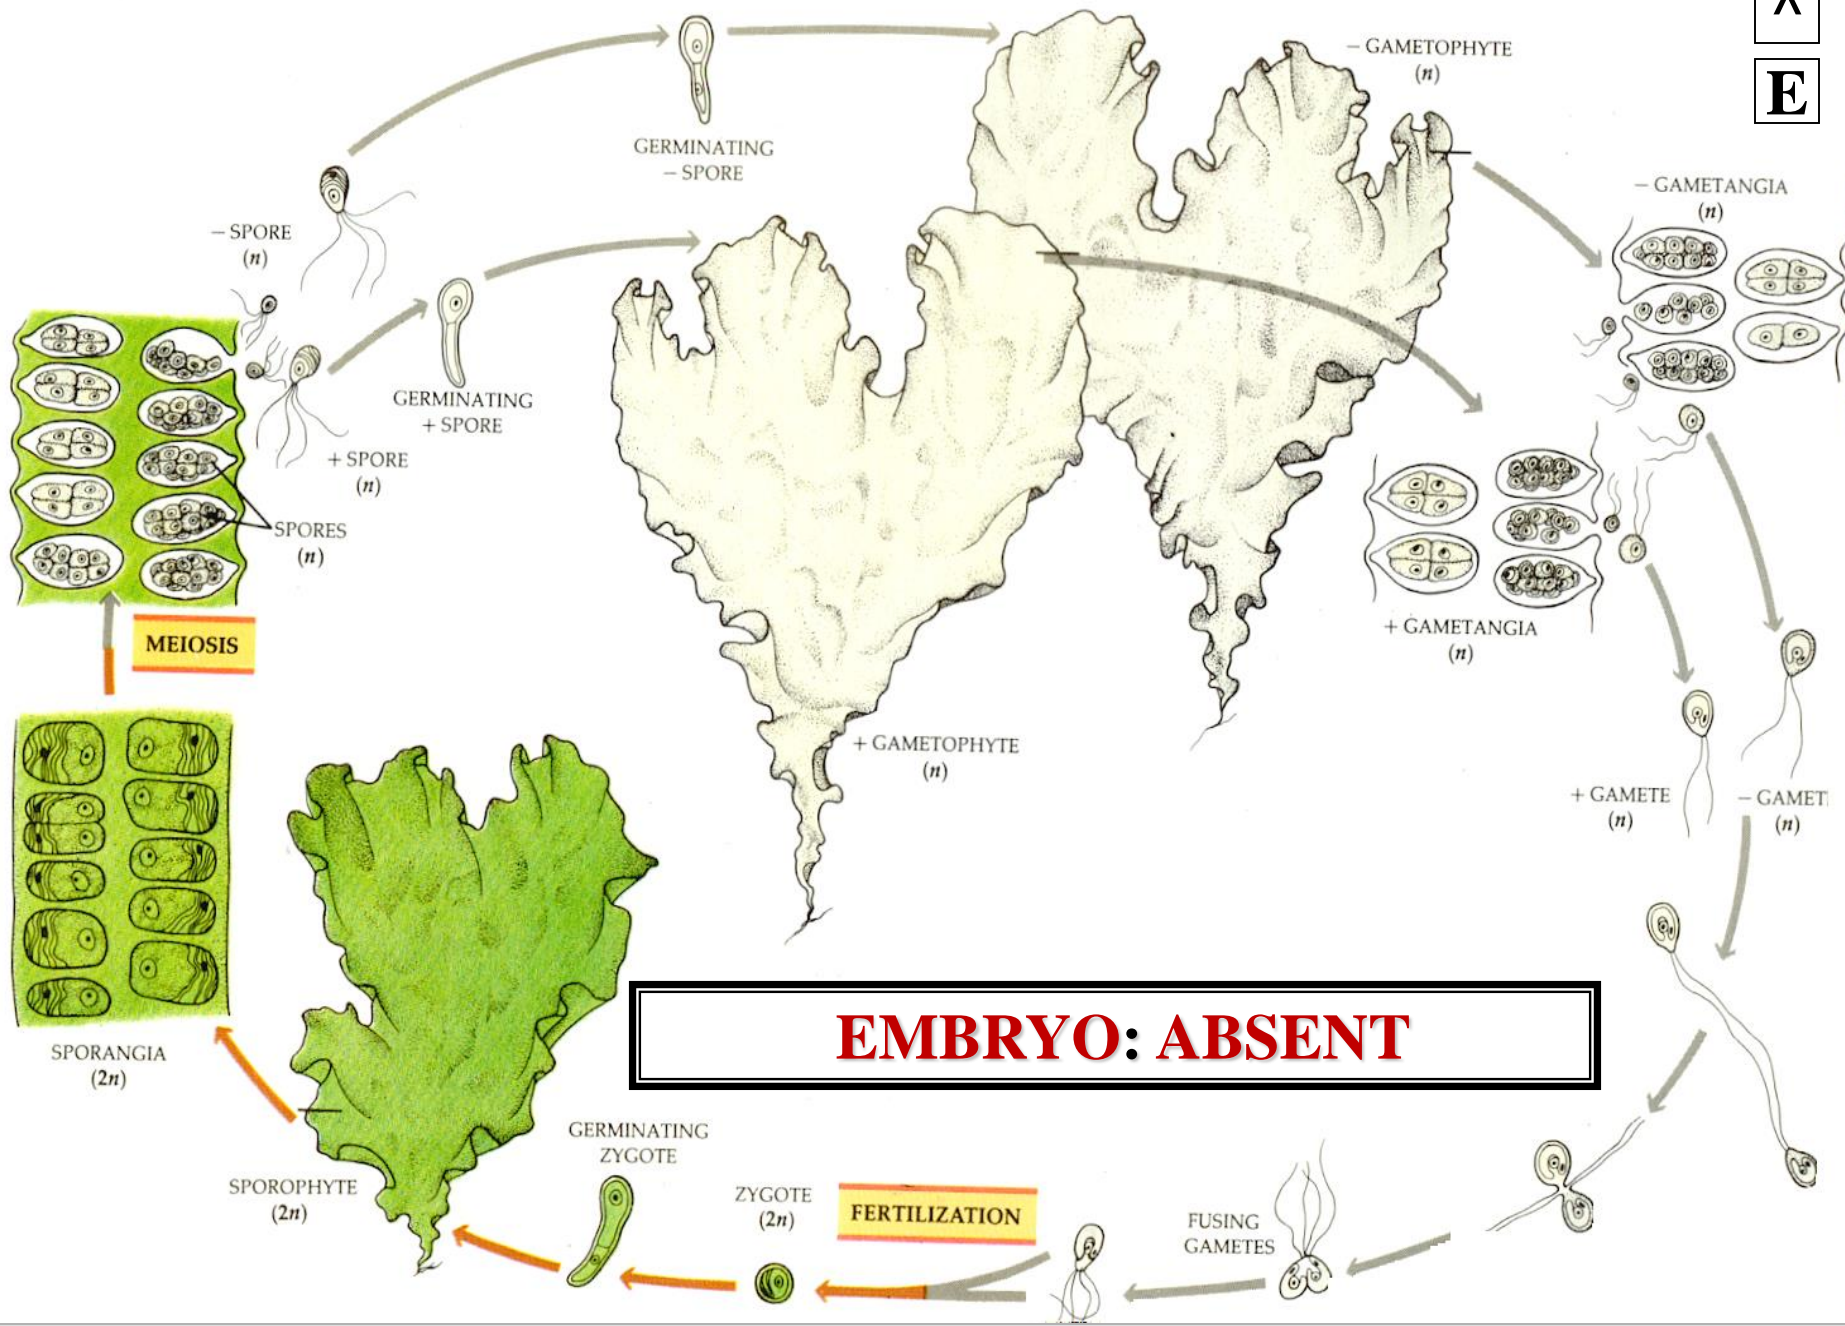 ^
E
− GAMETOPHYTE
(n)
GERMINATING
− SPORE
− GAMETANGIA
(n)
− SPORE
(n)
GERMINATING
+ SPORE
+ SPORE
(n)
SPORES
(n)
+ GAMETANGIA
(n)
MEIOSIS
+ GAMETOPHYTE
(n)
+ GAMETE
(n)
− GAMET
(n)
EMBRYO: ABSENT
SPORANGIA
(2n)
GERMINATING
ZYGOTE
SPOROPHYTE
(2n)
ZYGOTE
(2n)
FERTILIZATION
FUSING
GAMETES